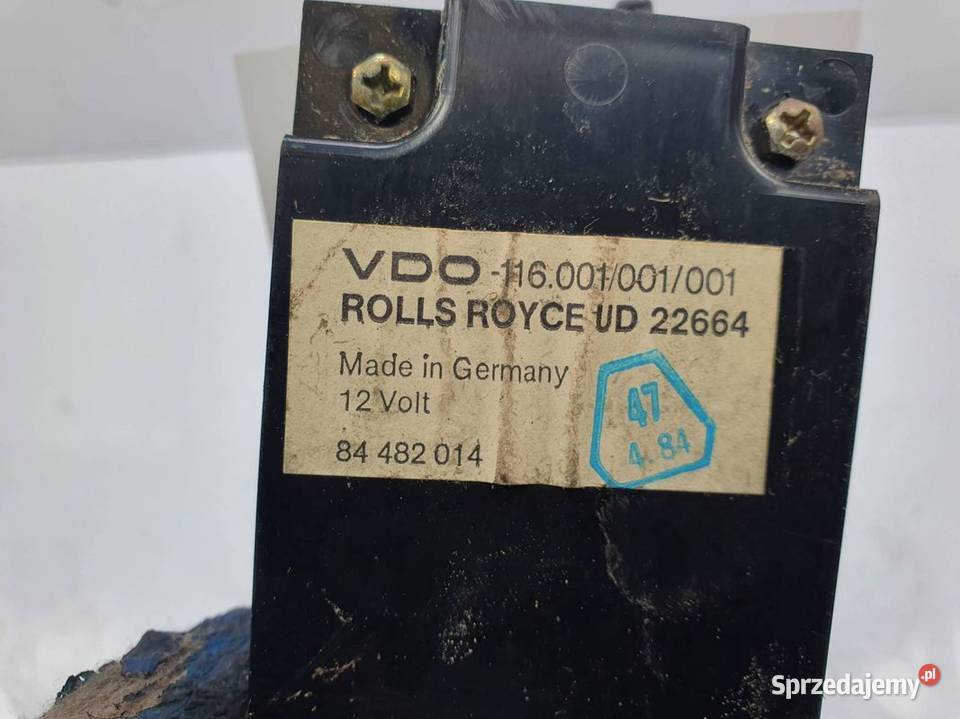 VDO -116.001/001/001
ROLLS ROYCE UD 22664
Made in Germany
12 Volt
84 482 014
47
4.84
Sprzedajemy.pl